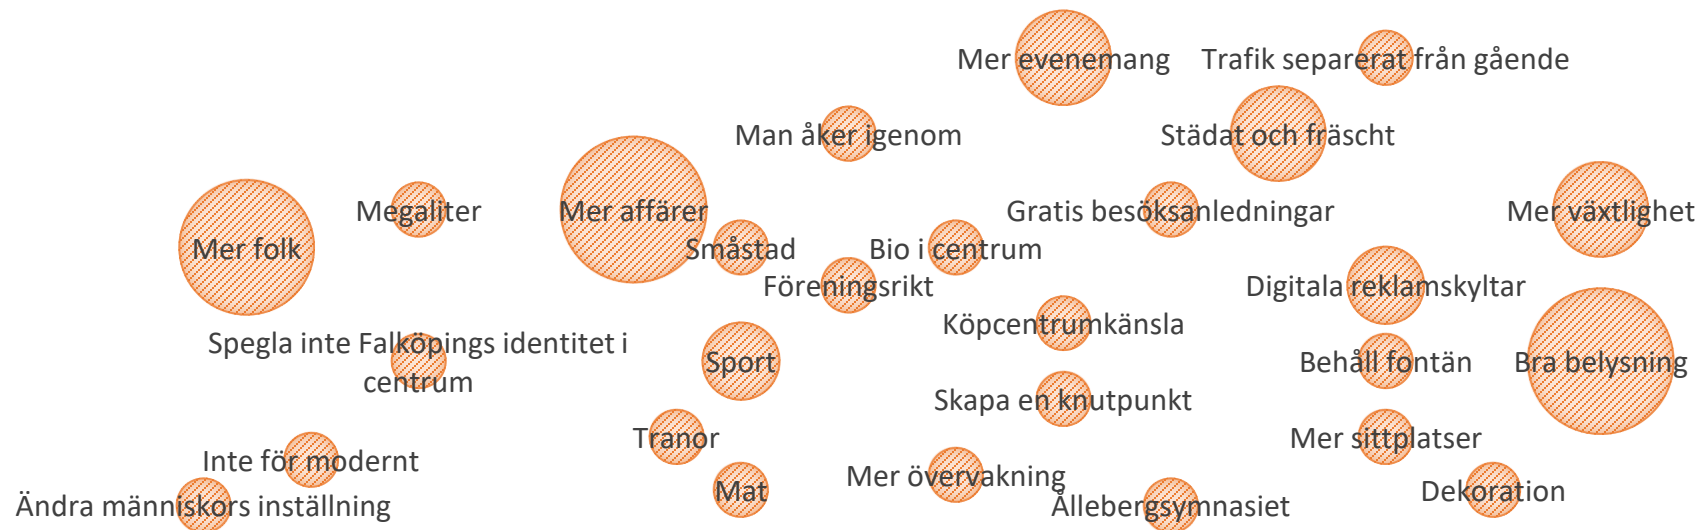 Mer evenemang
Trafik separerat från gående
Man åker igenom
Städat och fräscht
Megaliter
Mer affärer
Gratis besöksanledningar
Mer växtlighet
Mer folk
Småstad
Bio i centrum
Föreningsrikt
Digitala reklamskyltar
Köpcentrumkänsla
Spegla inte Falköpings identitet i
centrum
Sport
Behåll fontän
Bra belysning
Skapa en knutpunkt
Tranor
Mer sittplatser
Inte för modernt
Mer övervakning
Mat
Dekoration
Ändra människors inställning
Ållebergsymnasiet